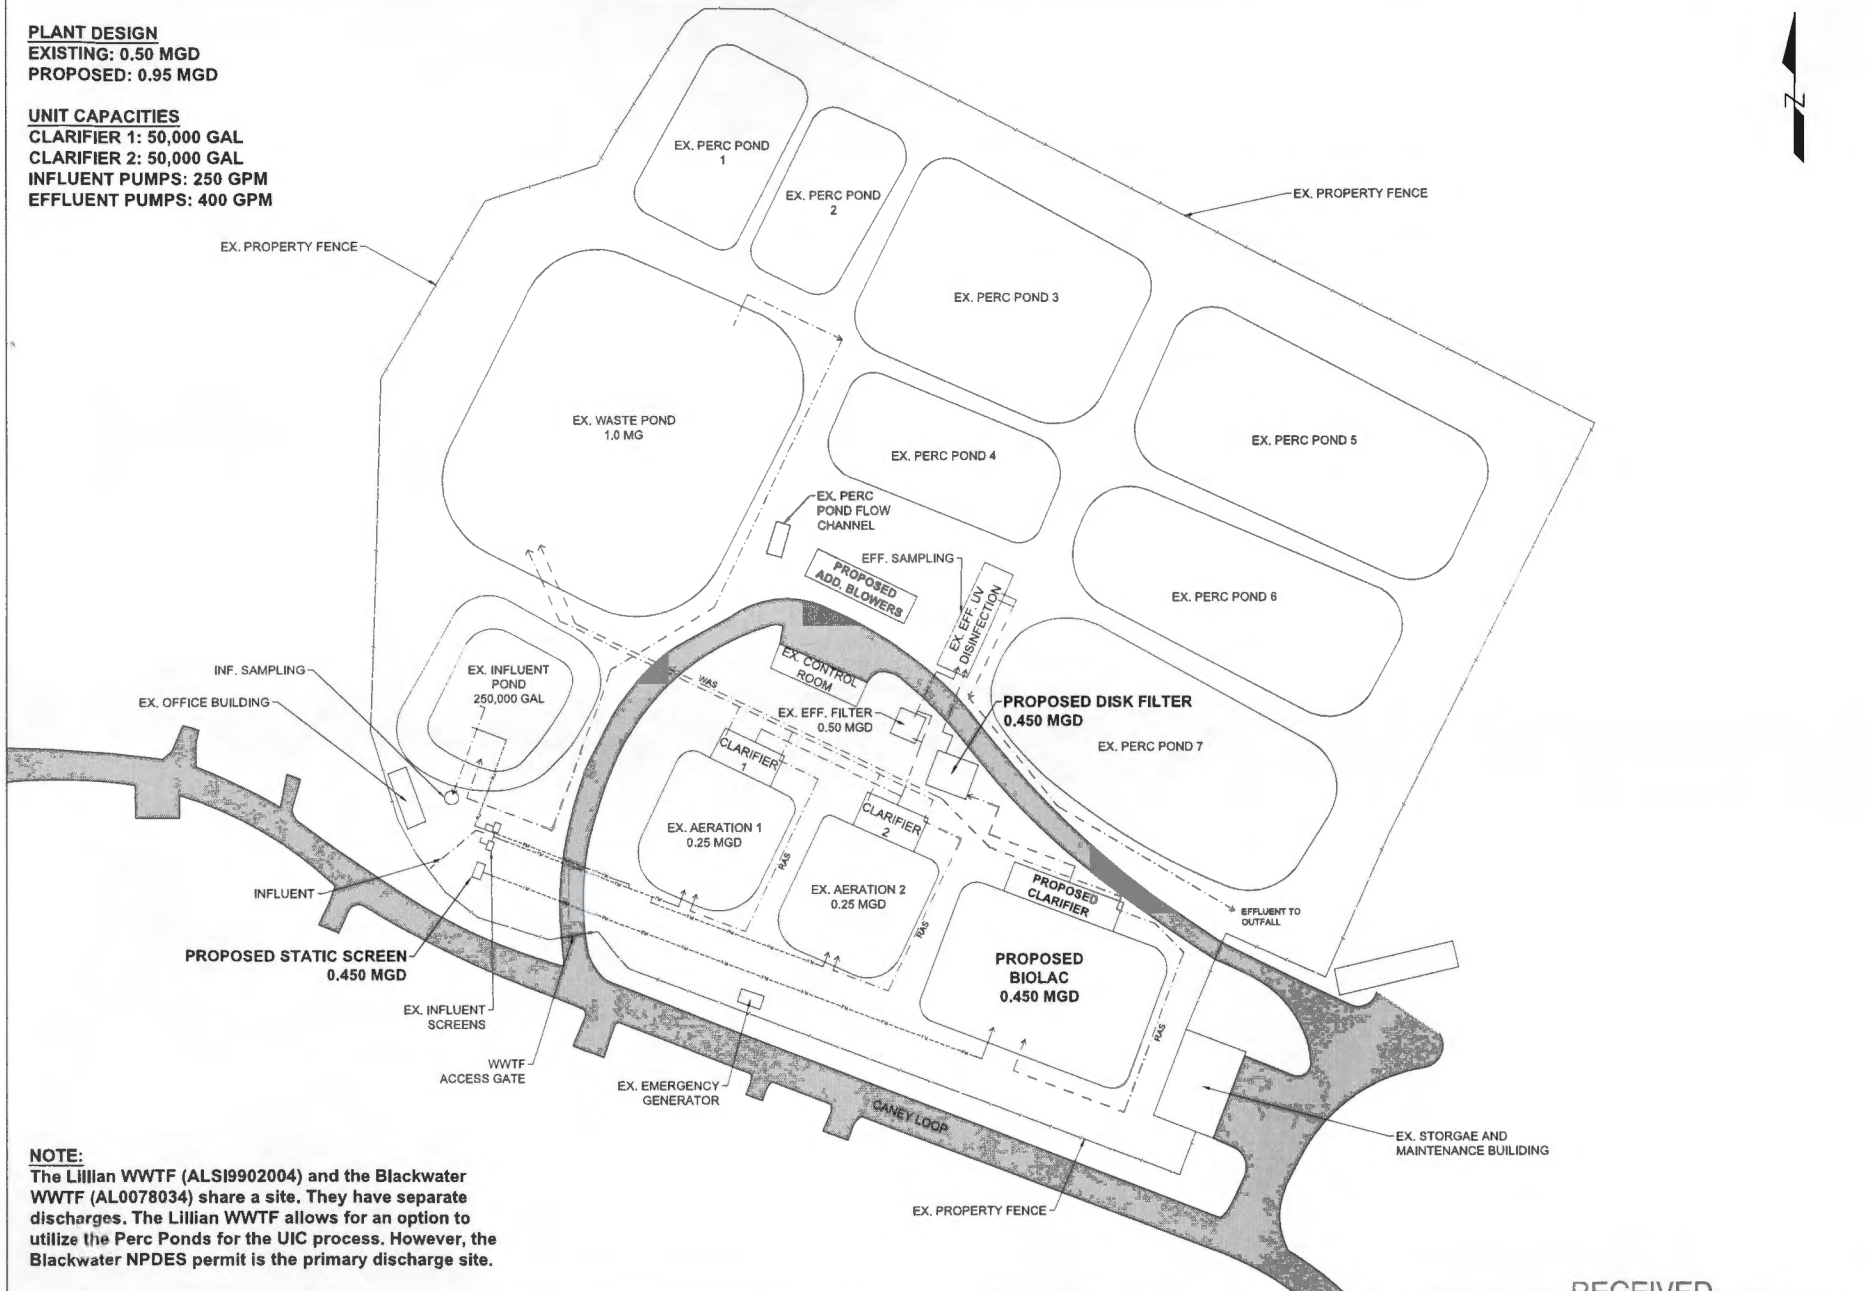 PLANT DESIGN
EXISTING: 0.50 MGD
PROPOSED: 0.95 MGD
UNIT CAPACITIES
CLARIFIER 1: 50,000 GAL
CLARIFIER 2: 50,000 GAL
INFLUENT PUMPS: 250 GPM
EFFLUENT PUMPS: 400 GPM
N
EX. PERC POND
1
EX. PERC POND
2
EX. PROPERTY FENCE
EX. PROPERTY FENCE
EX. PERC POND 3
EX. WASTE POND
1.0 MG
EX. PERC POND 4
EX. PERC POND 5
EX. PERC
POND FLOW
CHANNEL
EFF. SAMPLING
PROPOSED
ADD. BLOWERS
EX. EFF. UV
DISINFECTION
EX. PERC POND 6
INF. SAMPLING
EX. OFFICE BUILDING
EX. INFLUENT
POND
250,000 GAL
WAS
EX. CONTROL
ROOM
EX. EFF. FILTER
0.50 MGD
PROPOSED DISK FILTER
0.450 MGD
EX. PERC POND 7
CLARIFIER
1
CLARIFIER
2
EX. AERATION 1
0.25 MGD
RAS
EX. AERATION 2
0.25 MGD
RAS
PROPOSED
CLARIFIER
INFLUENT
EFFLUENT TO
OUTFALL
PROPOSED STATIC SCREEN
0.450 MGD
PROPOSED
BIOLAC
0.450 MGD
RAS
EX. INFLUENT
SCREENS
WWTF
ACCESS GATE
EX. EMERGENCY
GENERATOR
CANEY LOOP
EX. STORGAE AND
MAINTENANCE BUILIDING
EX. PROPERTY FENCE
NOTE:
The Lillian WWTF (ALSI9902004) and the Blackwater
WWTF (AL0078034) share a site. They have separate
discharges. The Lillian WWTF allows for an option to
utilize the Perc Ponds for the UIC process. However, the
Blackwater NPDES permit is the primary discharge site.
RECEIVED